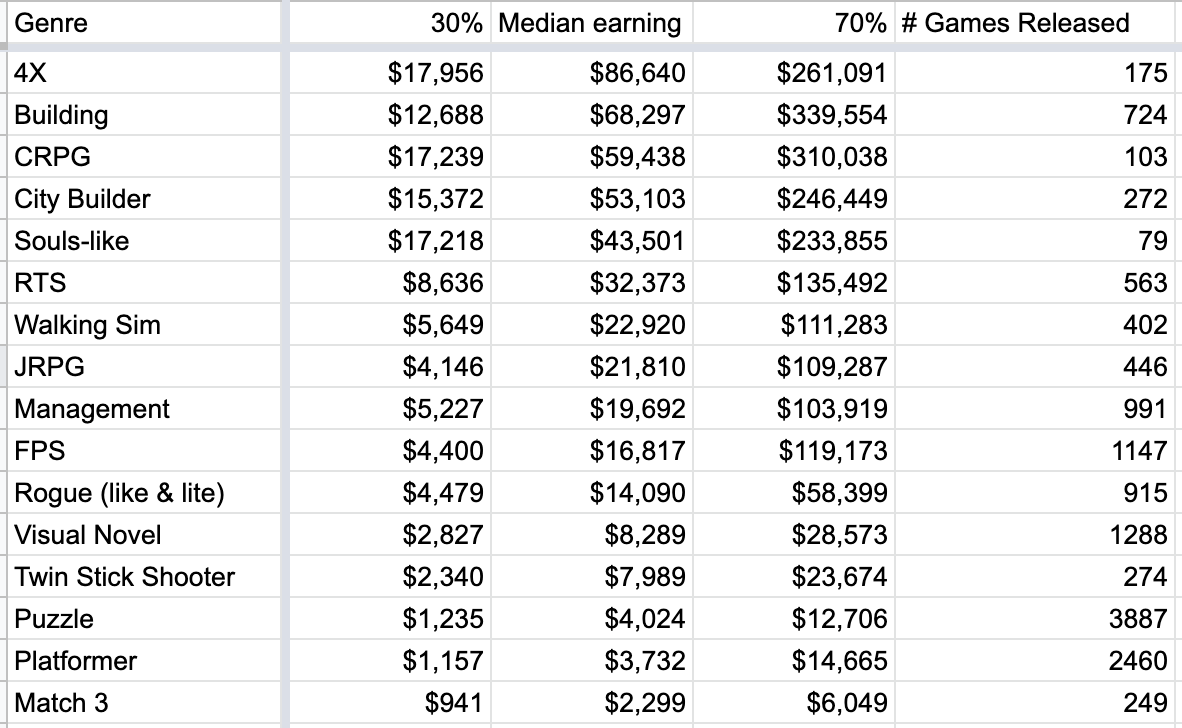 Genre 30% Median earning 70% # Games Released
4X $17,956 $86,640 $261,091 175
Building $12,688 $68,297 $339,554 724
CRPG $17,239 $59,438 $310,038 103
City Builder $15,372 $53,103 $246,449 272
Souls-like $17,218 $43,501 $233,855 79
RTS $8,636 $32,373 $135,492 563
Walking Sim $5,649 $22,920 $111,283 402
JRPG $4,146 $21,810 $109,287 446
Management $5,227 $19,692 $103,919 991
FPS $4,400 $16,817 $119,173 1147
Rogue (like & lite) $4,479 $14,090 $58,399 915
Visual Novel $2,827 $8,289 $28,573 1288
Twin Stick Shooter $2,340 $7,989 $23,674 274
Puzzle $1,235 $4,024 $12,706 3887
Platformer $1,157 $3,732 $14,665 2460
Match 3 $941 $2,299 $6,049 249